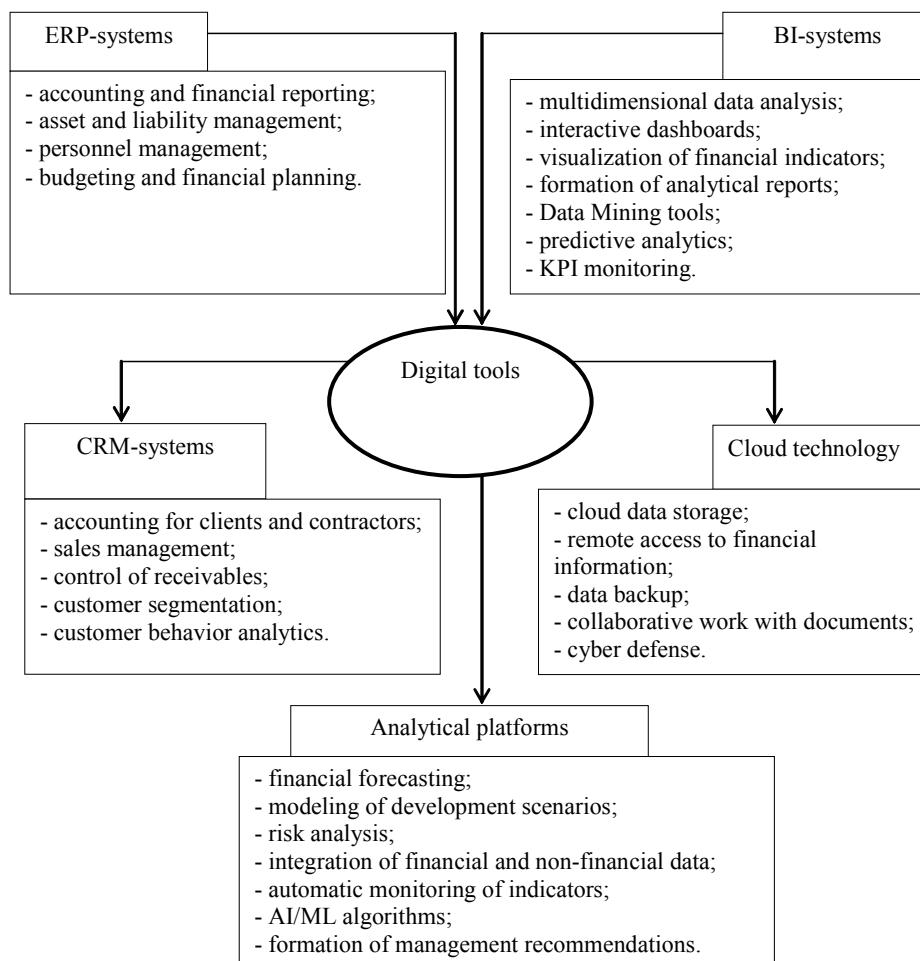 ERP-systems
- accounting and financial reporting;
- asset and liability management;
- personnel management;
- budgeting and financial planning.
BI-systems
- multidimensional data analysis;
- interactive dashboards;
- visualization of financial indicators;
- formation of analytical reports;
- Data Mining tools;
- predictive analytics;
- KPI monitoring.
Digital tools
CRM-systems
- accounting for clients and contractors;
- sales management;
- control of receivables;
- customer segmentation;
- customer behavior analytics.
Cloud technology
- cloud data storage;
- remote access to financial
information;
- data backup;
- collaborative work with documents;
- cyber defense.
Analytical platforms
- financial forecasting;
- modeling of development scenarios;
- risk analysis;
- integration of financial and non-financial data;
- automatic monitoring of indicators;
- AI/ML algorithms;
- formation of management recommendations.